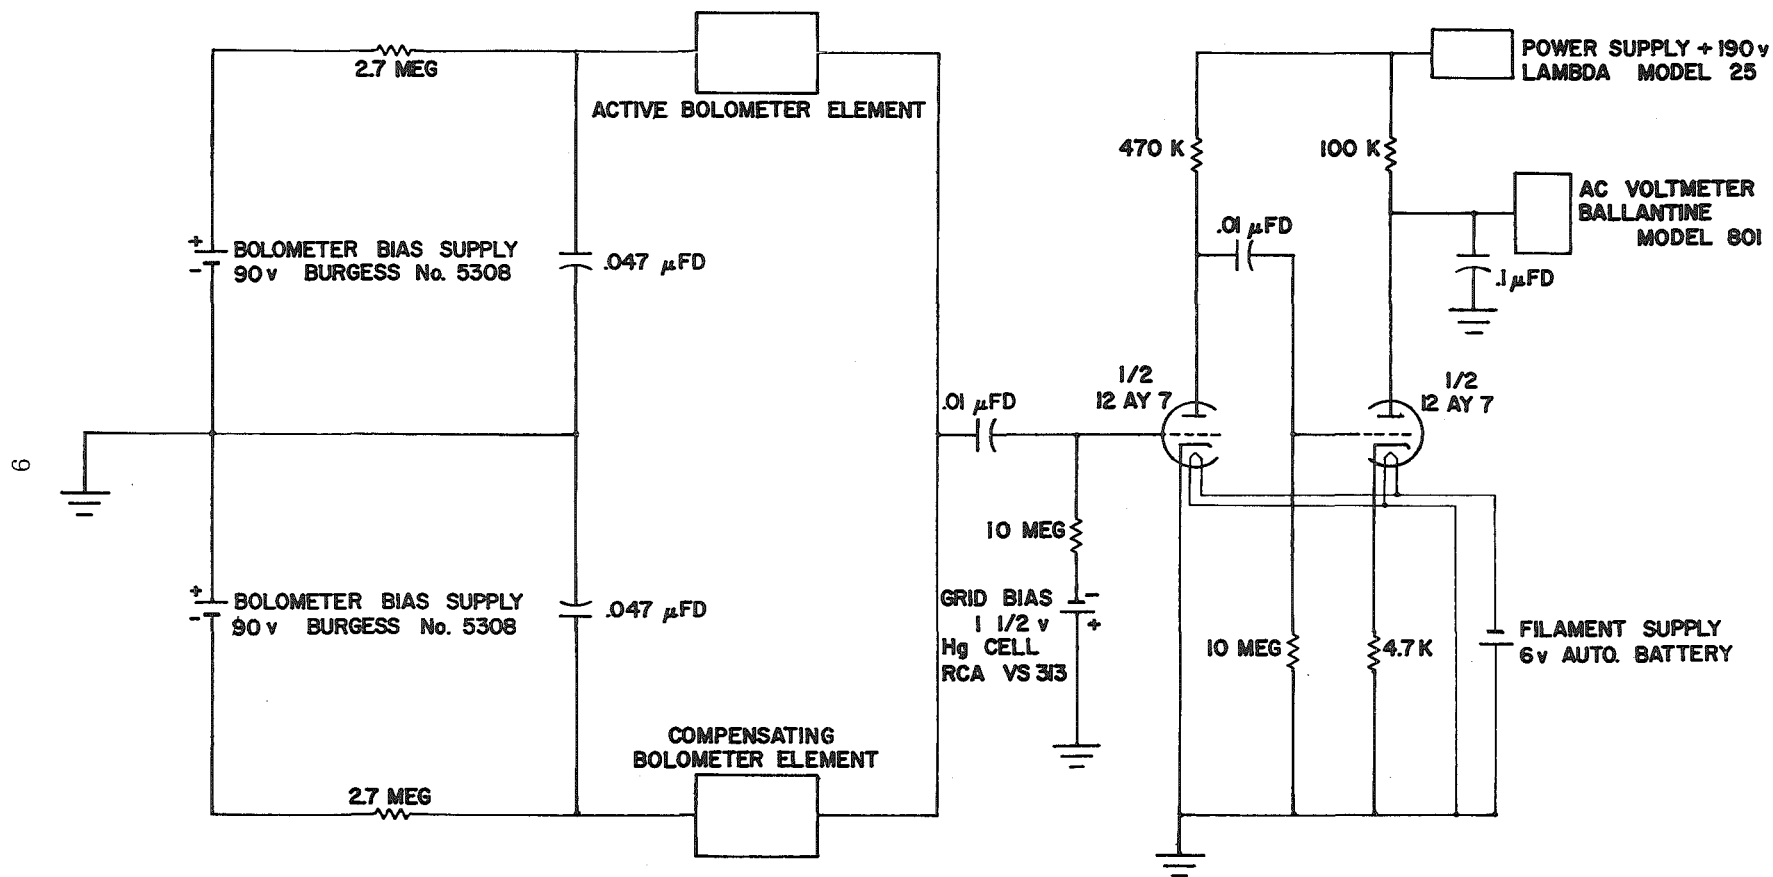 2.7 MEG
ACTIVE BOLOMETER ELEMENT
POWER SUPPLY + 190 v
LAMBDA MODEL 25
470 K
100 K
AC VOLTMETER
BALLANTINE
MODEL 801
.01 µFD
.1 µFD
+
-
BOLOMETER BIAS SUPPLY
90 v BURGESS No. 5308
.047 µFD
1/2
12 AY 7
1/2
12 AY 7
.01 µFD
6
10 MEG
+
-
BOLOMETER BIAS SUPPLY
90 v BURGESS No. 5308
.047 µFD
GRID BIAS
1 1/2 v
Hg CELL
RCA VS 313
-
+
10 MEG
4.7 K
FILAMENT SUPPLY
6 v AUTO. BATTERY
COMPENSATING
BOLOMETER ELEMENT
2.7 MEG